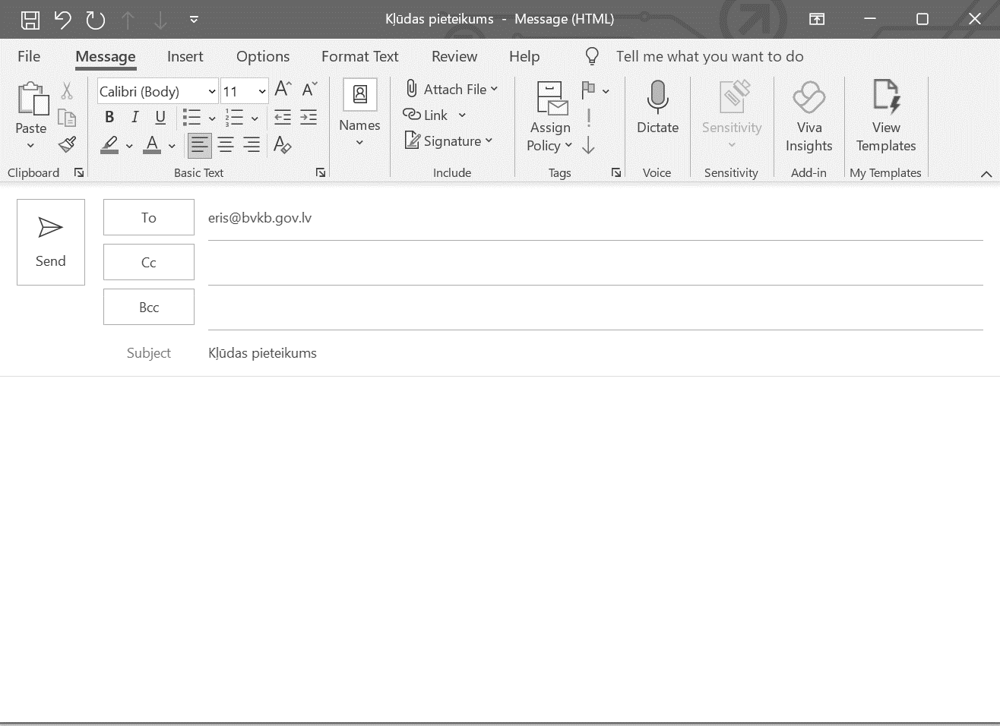 Kļūdas pieteikums - Message (HTML)
File Message Insert Options Format Text Review Help Tell me what you want to do
Calibri (Body) 11
Paste
B I U
A
Clipboard
Basic Text
Names
Attach File
Link
Signature
Include
Assign Policy
Tags
Dictate
Voice
Sensitivity
Sensitivity
Viva Insights
Add-in
View Templates
My Templates
Send
To eris@bvkb.gov.lv
Cc
Bcc
Subject Kļūdas pieteikums